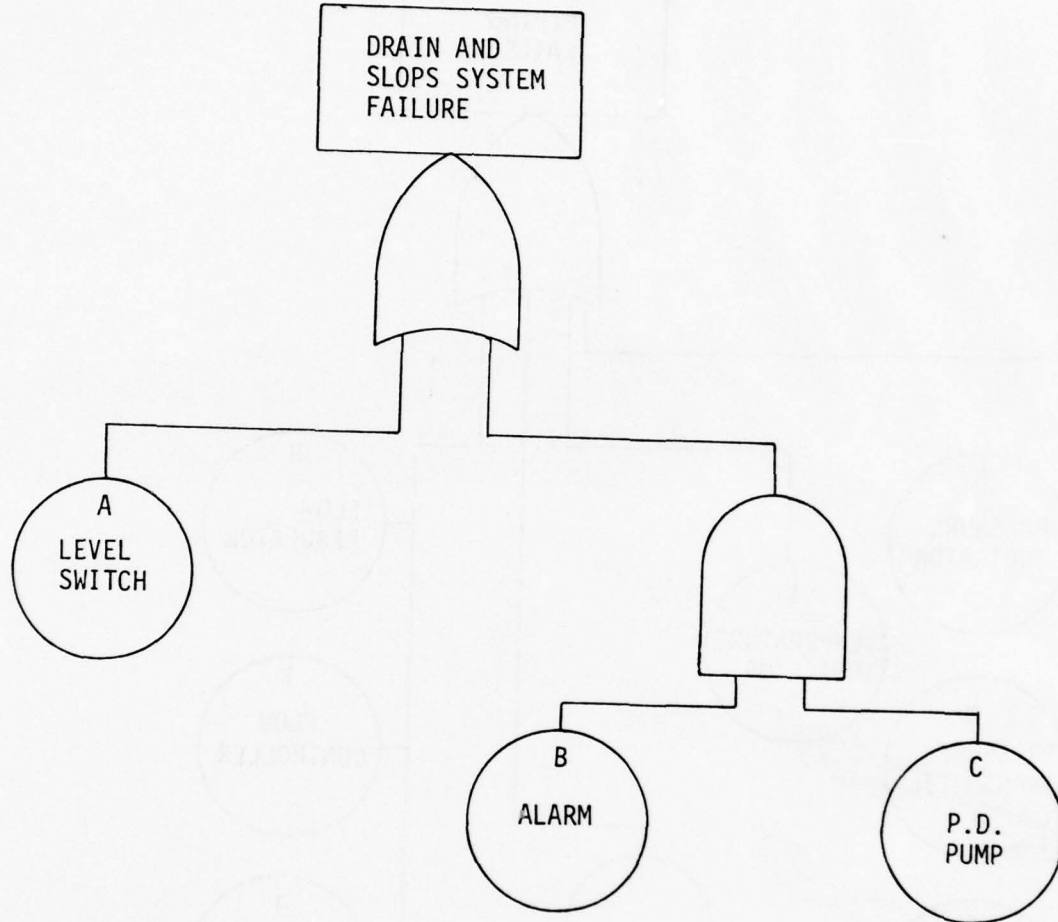 DRAIN AND
SLOPS SYSTEM
FAILURE
A
LEVEL
SWITCH
B
ALARM
C
P.D.
PUMP